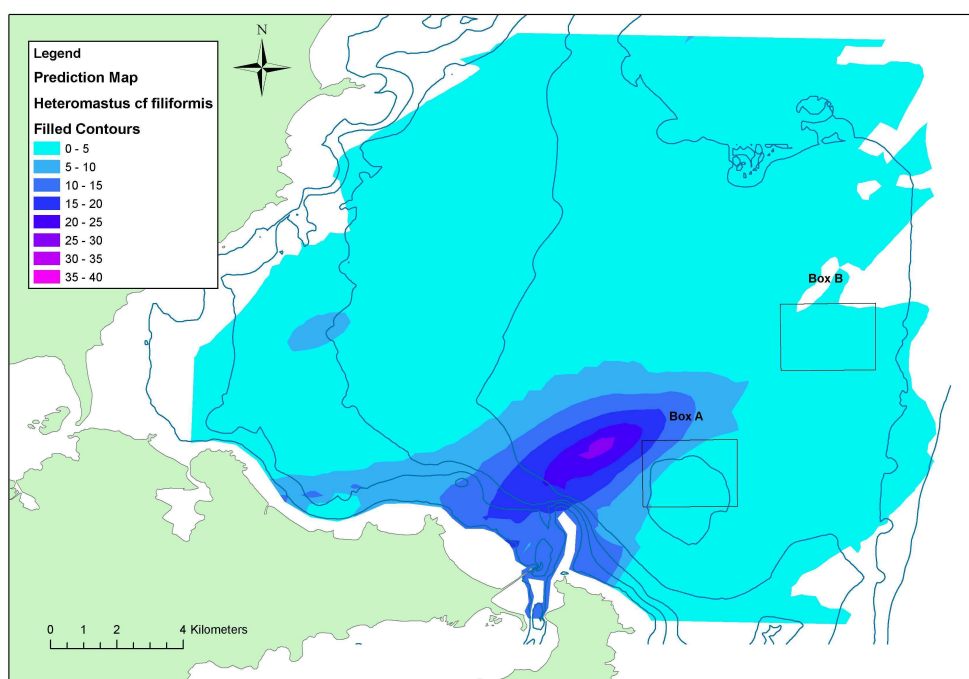 Legend
Prediction Map
Heteromastus cf filiformis
Filled Contours
0 - 5
5 - 10
10 - 15
15 - 20
20 - 25
25 - 30
30 - 35
35 - 40
N
Box B
Box A
0 1 2 4 Kilometers